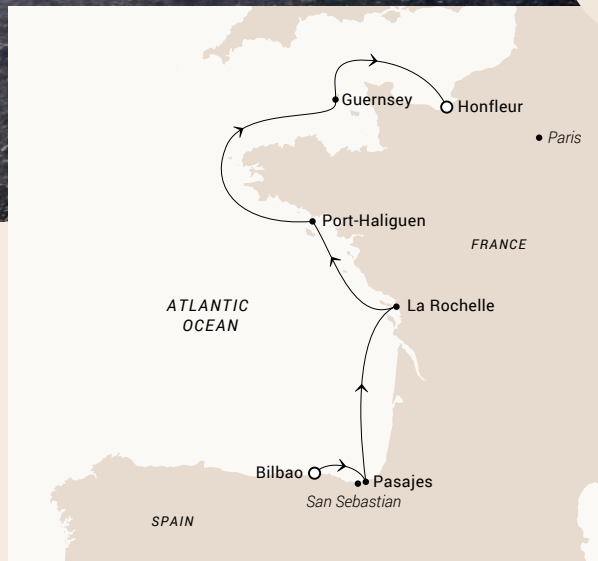 Guernsey
Honfleur
Paris
Port-Haliguen
FRANCE
ATLANTIC
OCEAN
La Rochelle
Bilbao
Pasajes
San Sebastian
SPAIN